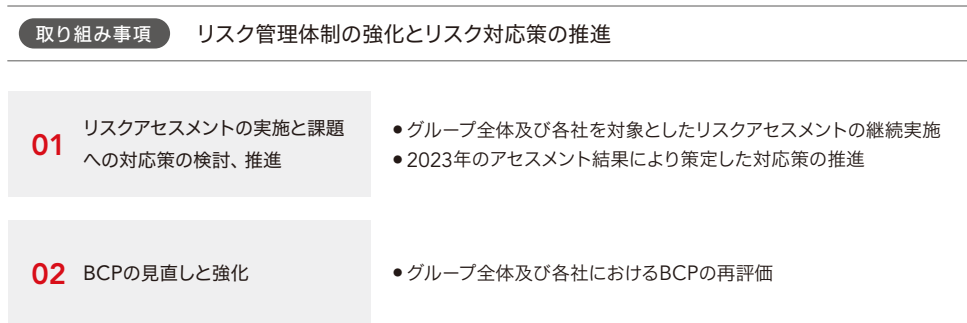 取り組み事項 リスク管理体制の強化とリスク対応策の推進
01
リスクアセスメントの実施と課題
への対応策の検討、推進
●グループ全体及び各社を対象としたリスクアセスメントの継続実施
●2023年のアセスメント結果により策定した対応策の推進
02 BCPの見直しと強化
●グループ全体及び各社におけるBCPの再評価